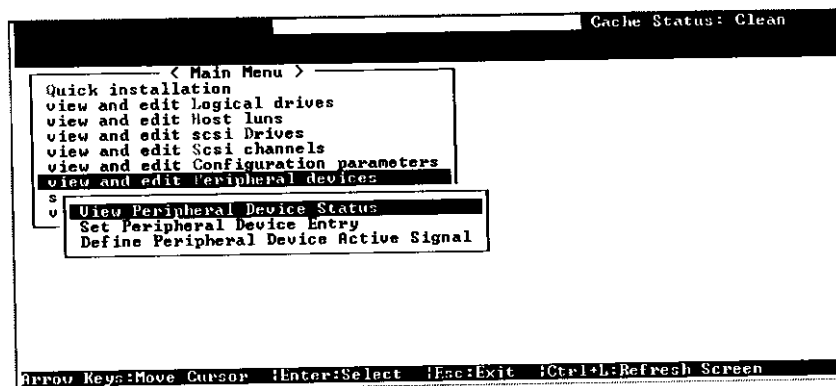 Cache Status: Clean
< Main Menu >
Quick installation
view and edit Logical drives
view and edit Host luns
view and edit scsi Drives
view and edit Scsi channels
view and edit Configuration parameters
view and edit Peripheral devices
s
v
View Peripheral Device Status
Set Peripheral Device Entry
Define Peripheral Device Active Signal
Arrow Keys:Move Cursor |Enter:Select |Esc:Exit |Ctrl+L:Refresh Screen